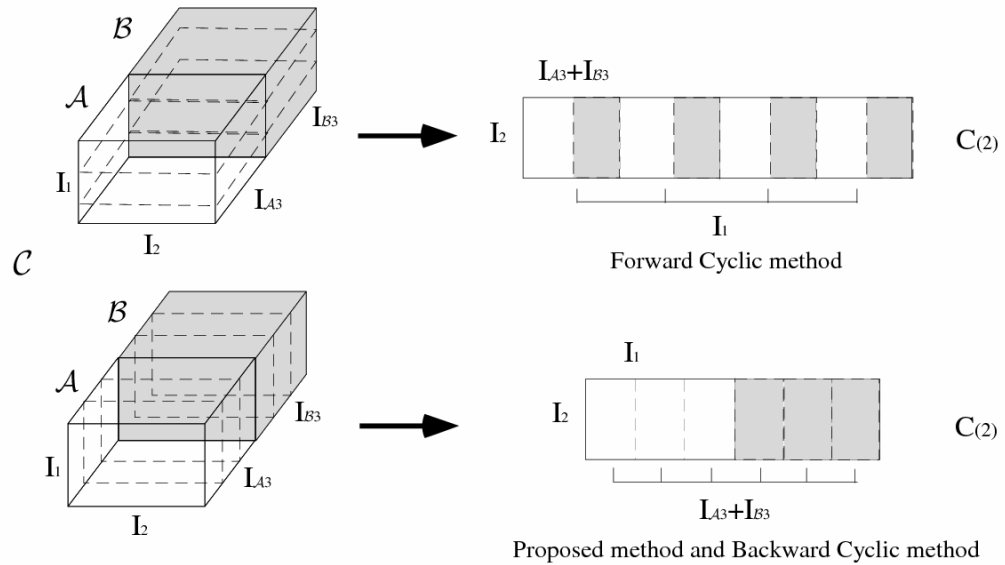 ℬ
𝒜
I𝒜3+Iℬ3
Iℬ3
I2
C(2)
I1
I𝒜3
I2
I1
Forward Cyclic method
𝒞
ℬ
𝒜
I1
Iℬ3
I2
C(2)
I1
I𝒜3
I2
I𝒜3+Iℬ3
Proposed method and Backward Cyclic method